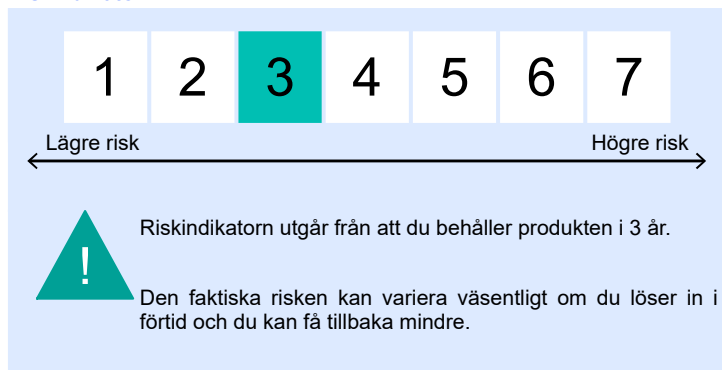 1 2 3 4 5 6 7
Lägre risk Högre risk
Riskindikatorn utgår från att du behåller produkten i 3 år.
!
Den faktiska risken kan variera väsentligt om du löser in i
förtid och du kan få tillbaka mindre.